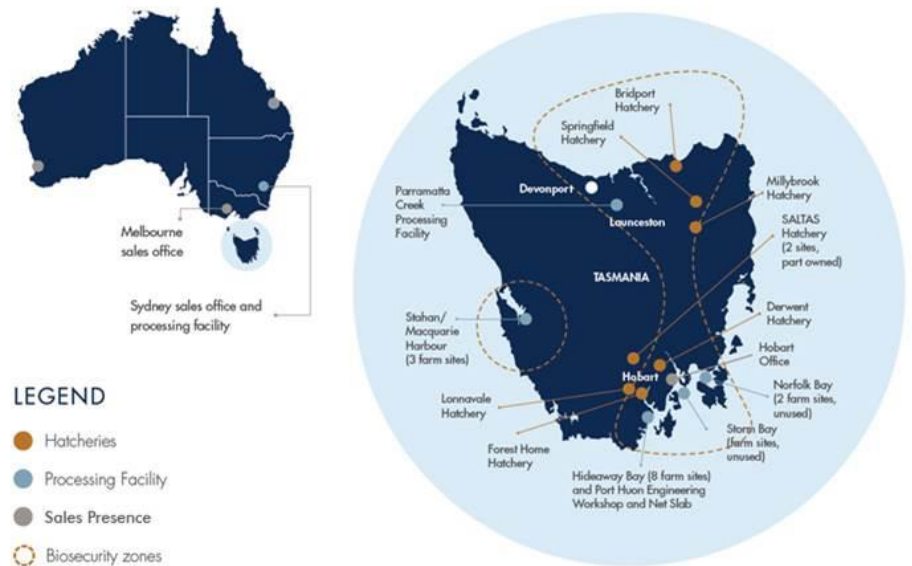 Melbourne
sales office
Sydney sales office and
processing facility
LEGEND
Hatcheries
Processing Facility
Sales Presence
Biosecurity zones
Bridport
Hatchery
Springfield
Hatchery
Devonport
Parramatta
Creek
Processing
Facility
Launceston
Millybrook
Hatchery
SALTAS
Hatchery
(2 sites,
part owned)
TASMANIA
Stahan/
Macquarie
Harbour
(3 farm sites)
Derwent
Hatchery
Hobart
Office
Hobart
Norfolk Bay
(2 farm sites,
unused)
Lonnavale
Hatchery
Storm Bay
(farm sites,
unused)
Forest Home
Hatchery
Hideaway Bay (8 farm sites)
and Port Huon Engineering
Workshop and Net Slab